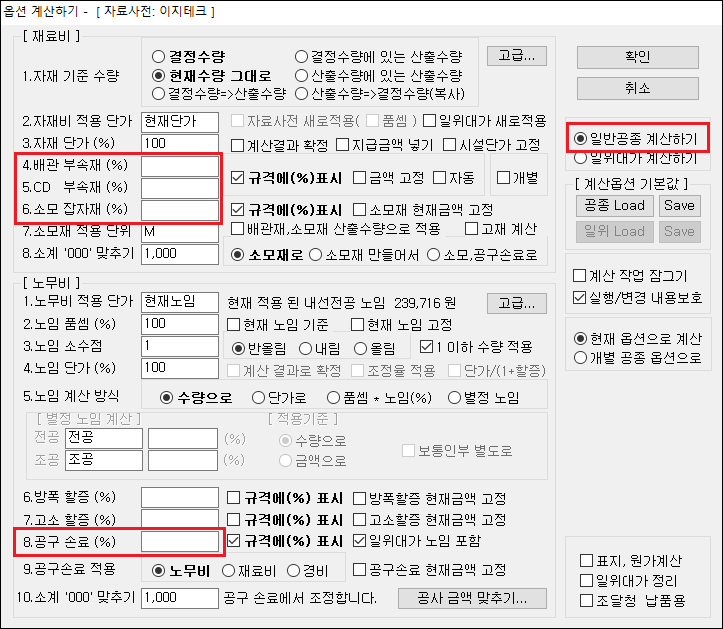 옵션 계산하기 - [ 자료사전: 이지테크 ]
[ 재료비 ]
1.자재 기준 수량
결정수량 결정수량에 있는 산출수량 고급...
현재수량 그대로 산출수량에 있는 산출수량
결정수량=>산출수량 산출수량=>결정수량(복사)
2.자재비 적용 단가 현재단가 자료사전 새로적용( 품셈 ) 일위대가 새로적용
3.자재 단가 (%) 100 계산결과 확정 지급금액 넣기 시설단가 고정
4.배관 부속재 (%)
5.CD 부속재 (%) 규격에(%)표시 금액 고정 자동 개별
6.소모 잡자재 (%) 규격에(%)표시 소모재 현재금액 고정
7.소모재 적용 단위 M 배관재,소모재 산출수량으로 적용 고재 계산
8.소계 '000' 맞추기 1,000 소모재로 소모재 만들어서 소모,공구손료로
[ 노무비 ]
1.노무비 적용 단가 현재노임 현재 적용 된 내선전공 노임 239,716 원 고급...
2.노임 품셈 (%) 100 현재 노임 기준 현재 노임 고정
3.노임 소수점 1 반올림 내림 올림 1 이하 수량 적용
4.노임 단가 (%) 100 계산 결과로 확정 조정율 적용 단가/(1+할증)
5.노임 계산 방식 수량으로 단가로 품셈 * 노임(%) 별정 노임
[ 별정 노임 계산 ] [ 적용기준 ]
전공 전공 (%) 수량으로 보통인부 별도로
조공 조공 (%) 금액으로
6.방폭 할증 (%) 규격에(%) 표시 방폭할증 현재금액 고정
7.고소 할증 (%) 규격에(%) 표시 고소할증 현재금액 고정
8.공구 손료 (%) 규격에(%) 표시 일위대가 노임 포함
9.공구손료 적용 노무비 재료비 경비 공구손료 현재금액 고정
10.소계 '000' 맞추기 1,000 공구 손료에서 조정합니다. 공사 금액 맞추기...
확인
취소
일반공종 계산하기
일위대가 계산하기
[ 계산옵션 기본값 ]
공종 Load Save
일위 Load Save
계산 작업 잠그기
실행/변경 내용보호
현재 옵션으로 계산
개별 공종 옵션으로
표지, 원가계산
일위대가 정리
조달청 납품용